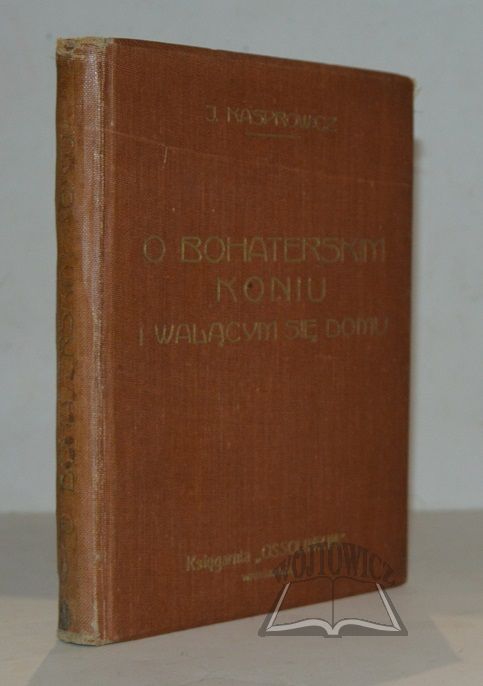 J. KASPROWICZ
O BOHATERSKIM
KONIU
I WALĄCYM SIĘ DOMU
Księgarnia „OSSOLINEUM”
WÓJTOWICZ